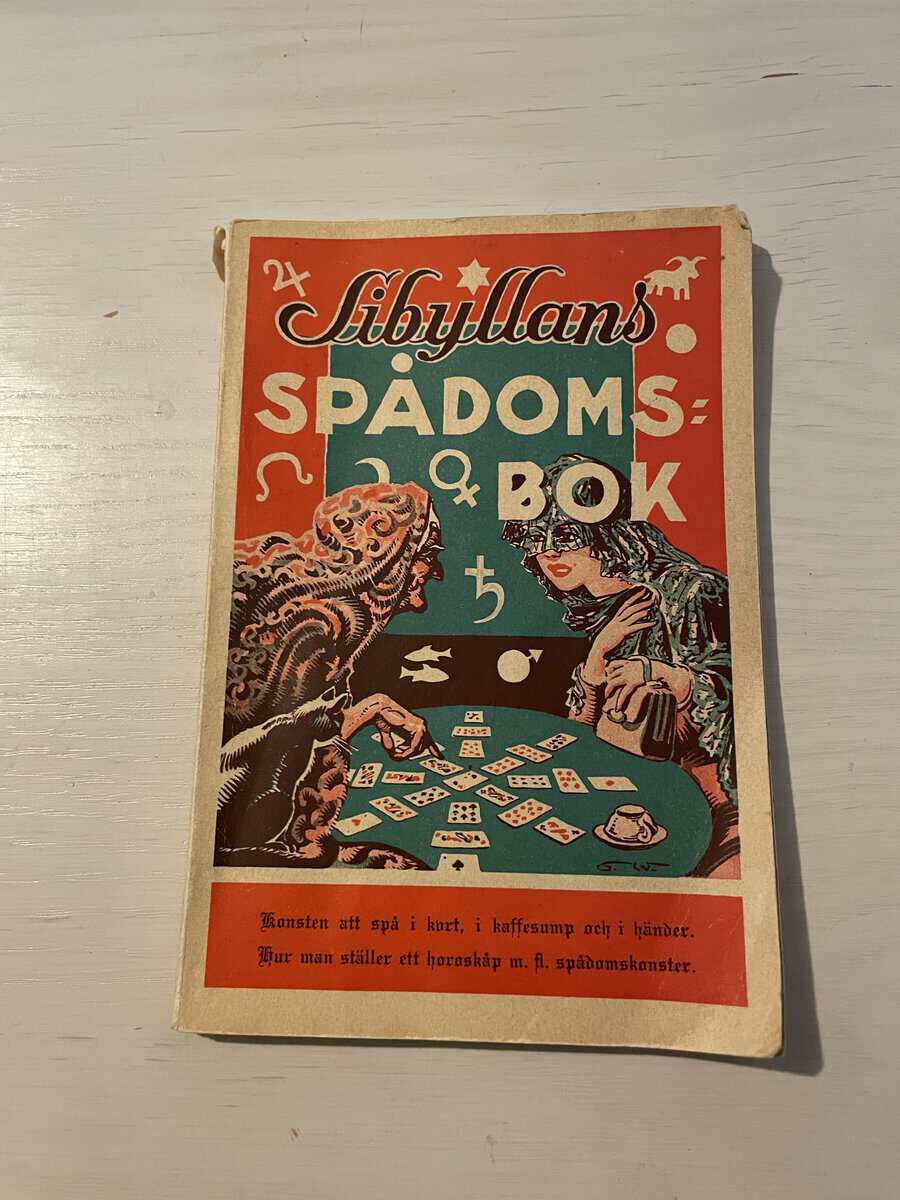 Sibyllans
SPÅDOMS=
BOK
G. W.
Konsten att spå i kort, i kaffesump och i händer.
Hur man ställer ett horoskåp m. fl. spådomskonster.